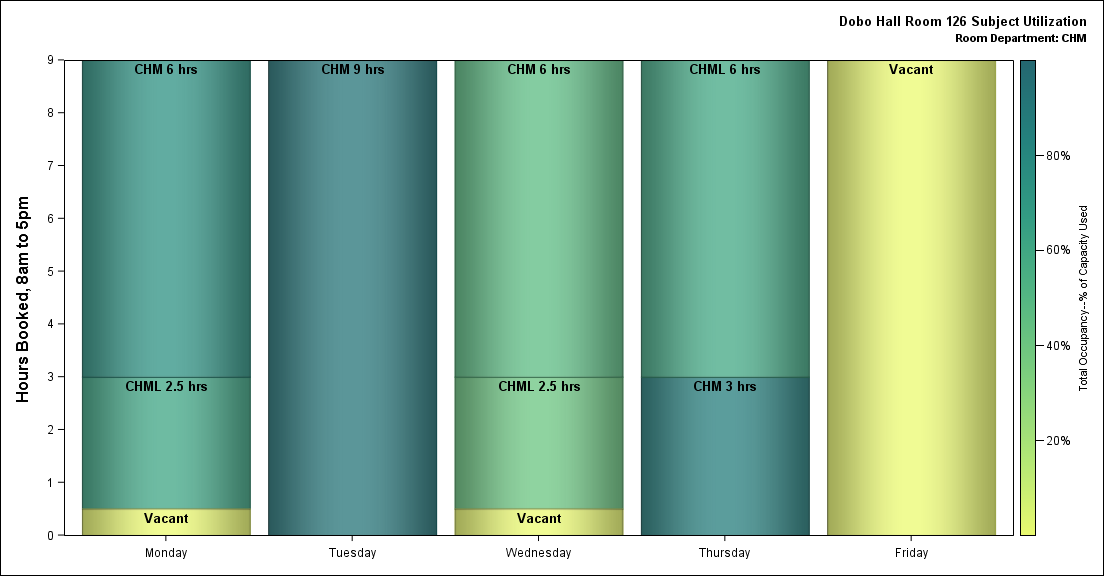 Dobo Hall Room 126 Subject Utilization
Room Department: CHM
Hours Booked, 8am to 5pm
9
8
7
6
5
4
3
2
1
0
CHM 6 hrs
CHML 2.5 hrs
Vacant
CHM 9 hrs
CHM 6 hrs
CHML 2.5 hrs
Vacant
CHML 6 hrs
CHM 3 hrs
Vacant
Monday
Tuesday
Wednesday
Thursday
Friday
80%
60%
40%
20%
Total Occupancy--% of Capacity Used